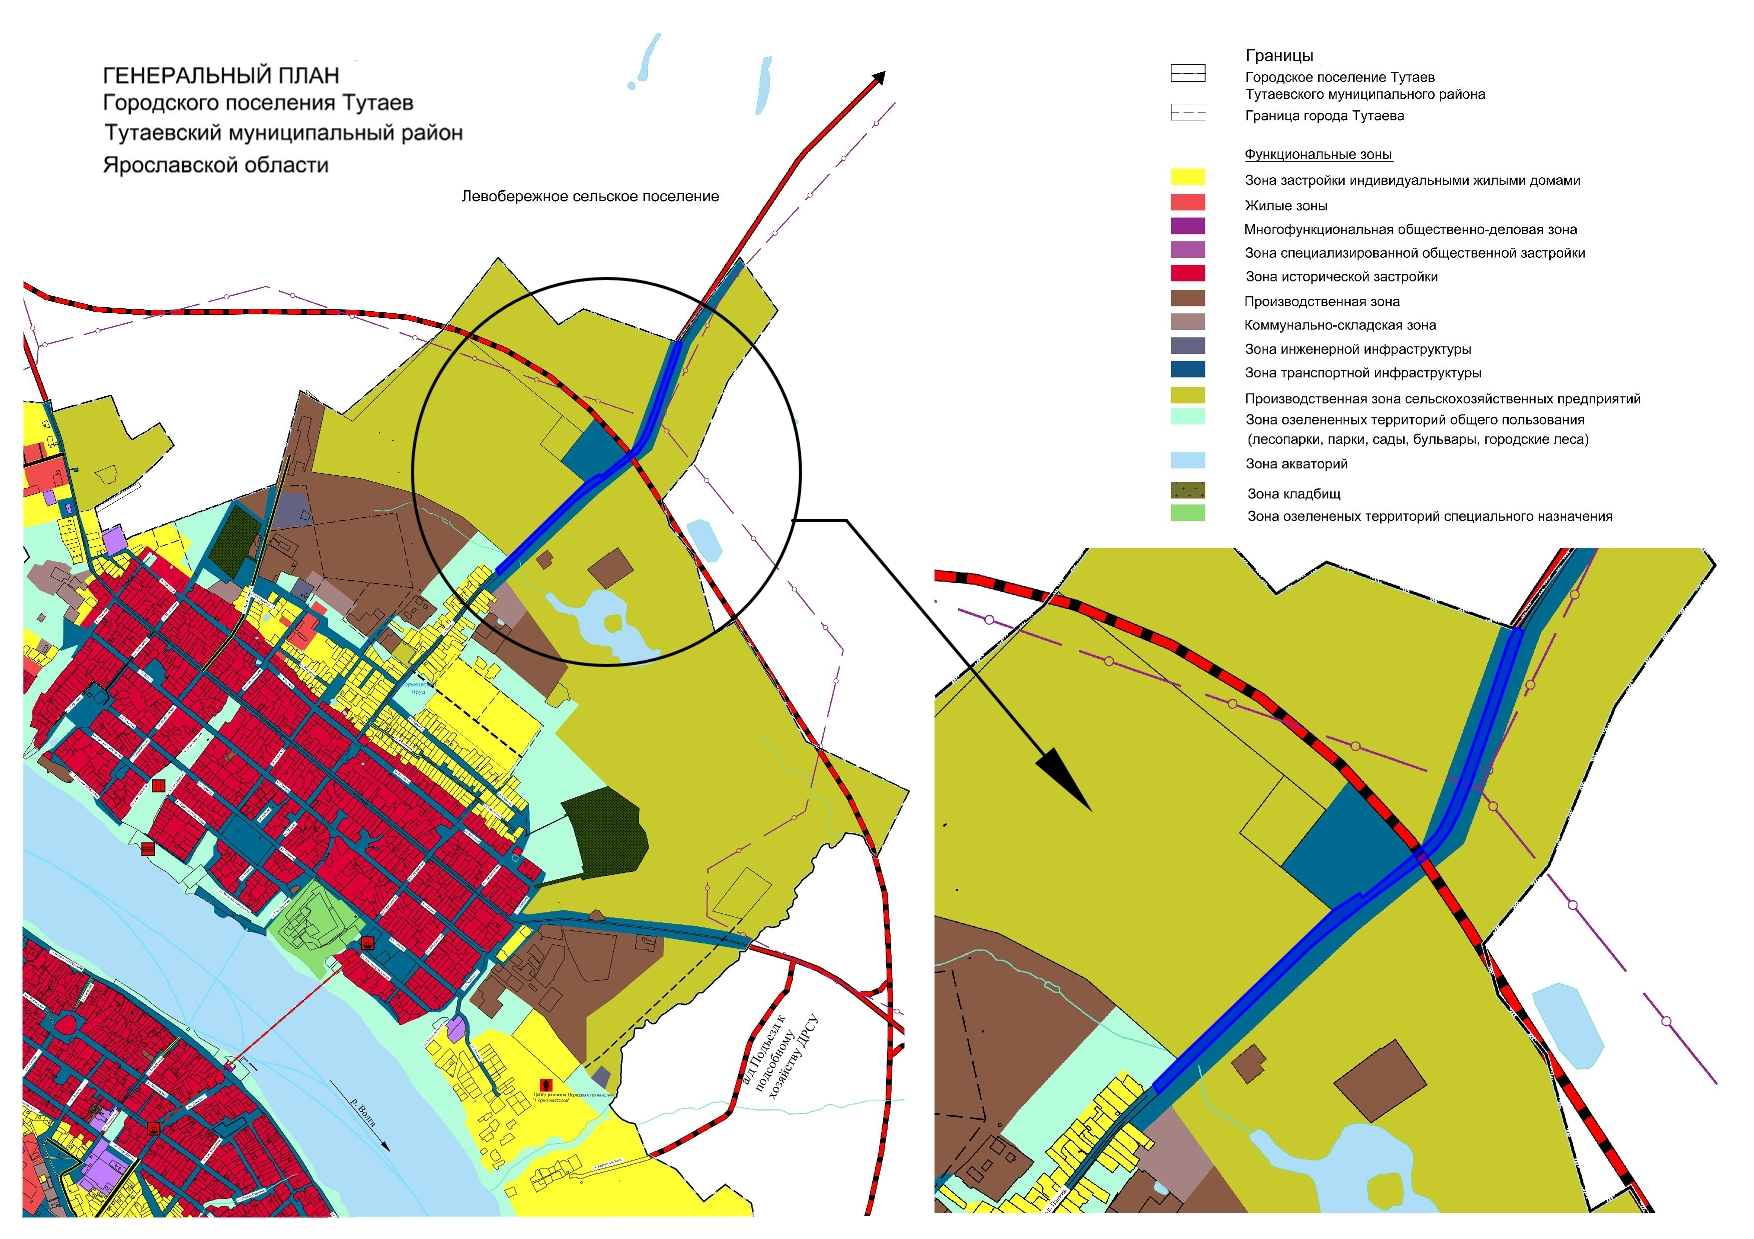 ГЕНЕРАЛЬНЫЙ ПЛАН
Городского поселения Тутаев
Тутаевский муниципальный район
Ярославской области
Левобережное сельское поселение
Границы
Городское поселение Тутаев
Тутаевского муниципального района
Граница города Тутаева
Функциональные зоны
Зона застройки индивидуальными жилыми домами
Жилые зоны
Многофункциональная общественно-деловая зона
Зона специализированной общественной застройки
Зона исторической застройки
Производственная зона
Коммунально-складская зона
Зона инженерной инфраструктуры
Зона транспортной инфраструктуры
Производственная зона сельскохозяйственных предприятий
Зона озелененных территорий общего пользования
(лесопарки, парки, сады, бульвары, городские леса)
Зона акваторий
Зона кладбищ
Зона озелененых территорий специального назначения
р. Волга
а/д Подъезд к
подсобному
хозяйству ДРСУ